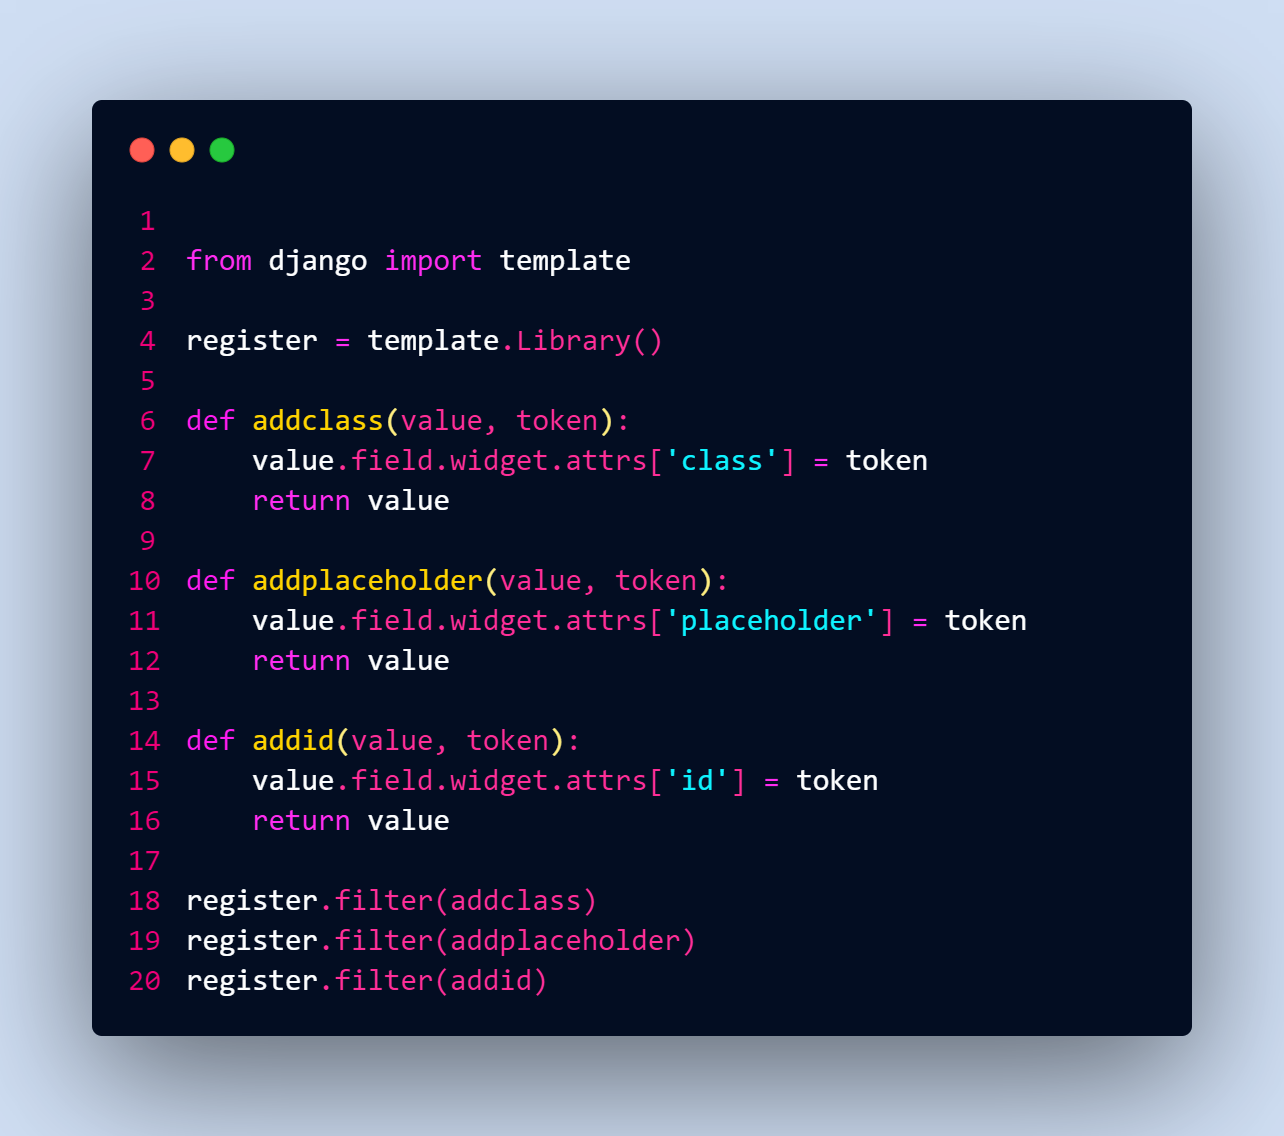 1
2 from django import template
3
4 register = template.Library()
5
6 def addclass(value, token):
7     value.field.widget.attrs['class'] = token
8     return value
9
10 def addplaceholder(value, token):
11     value.field.widget.attrs['placeholder'] = token
12     return value
13
14 def addid(value, token):
15     value.field.widget.attrs['id'] = token
16     return value
17
18 register.filter(addclass)
19 register.filter(addplaceholder)
20 register.filter(addid)